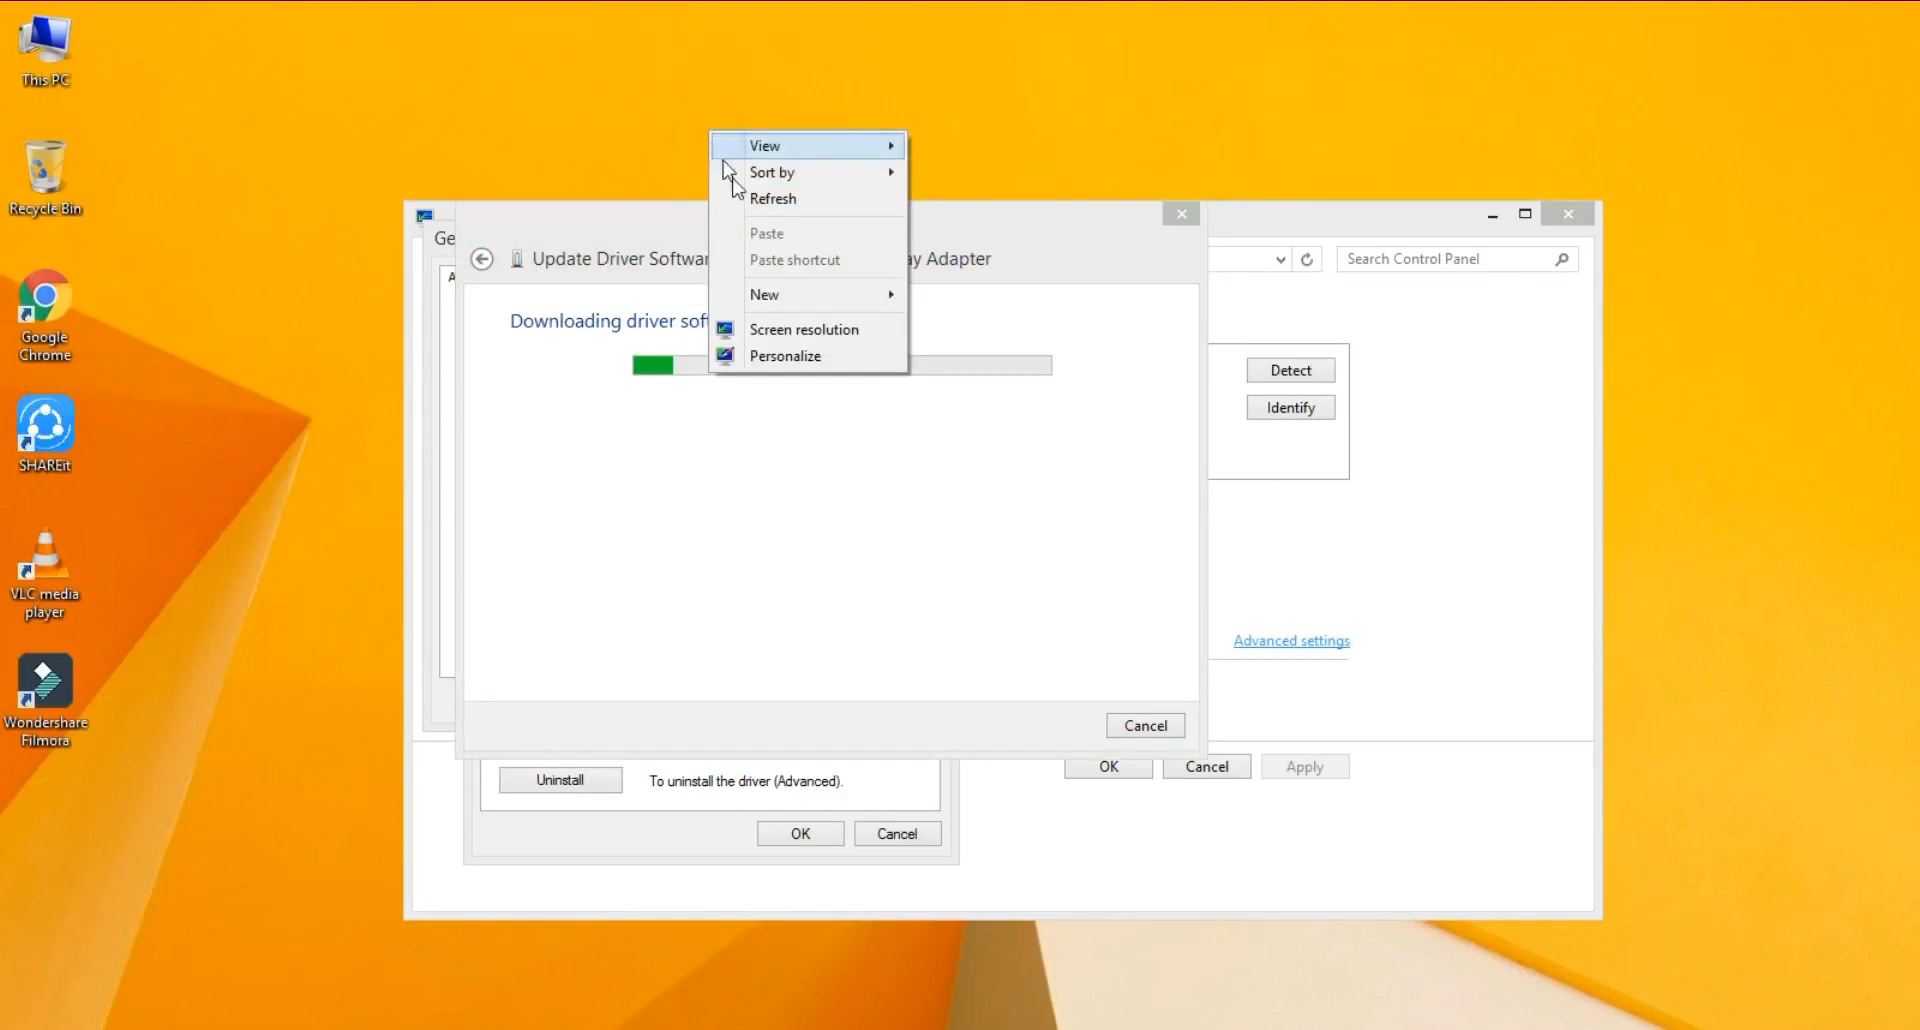 This PC
Recycle Bin
Google
Chrome
SHAREit
VLC media
player
Wondershare
Filmora
View
Sort by
Refresh
Paste
Paste shortcut
New
Screen resolution
Personalize
Ge
A
Update Driver Softwar
ay Adapter
Downloading driver sof
Cancel
Search Control Panel
Detect
Identify
Advanced settings
OK Cancel Apply
Uninstall To uninstall the driver (Advanced).
OK Cancel